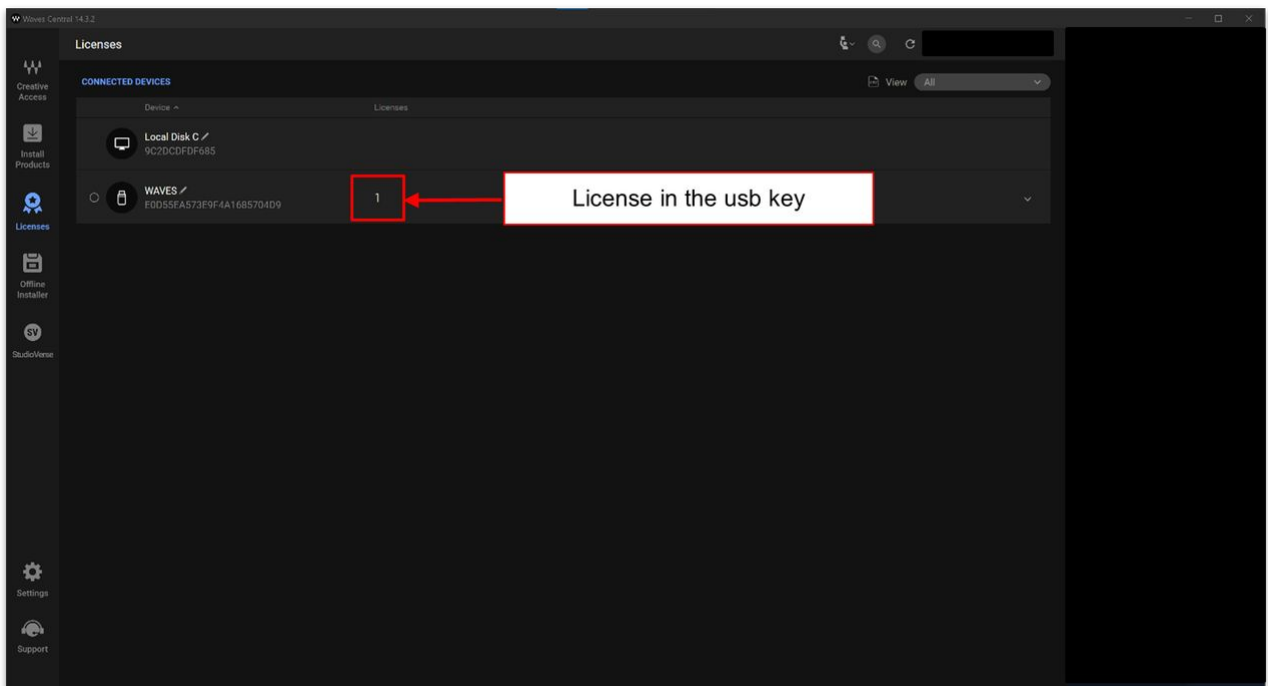 Waves Central 14.3.2
Licenses
Creative
Access
CONNECTED DEVICES
View
All
Device
Licenses
Install
Products
Local Disk C
9C2DCDFDF685
Licenses
WAVES
E0D55EA573E9F4A1685704D9
1
License in the usb key
Offline
Installer
SV
StudioVerse
Settings
Support